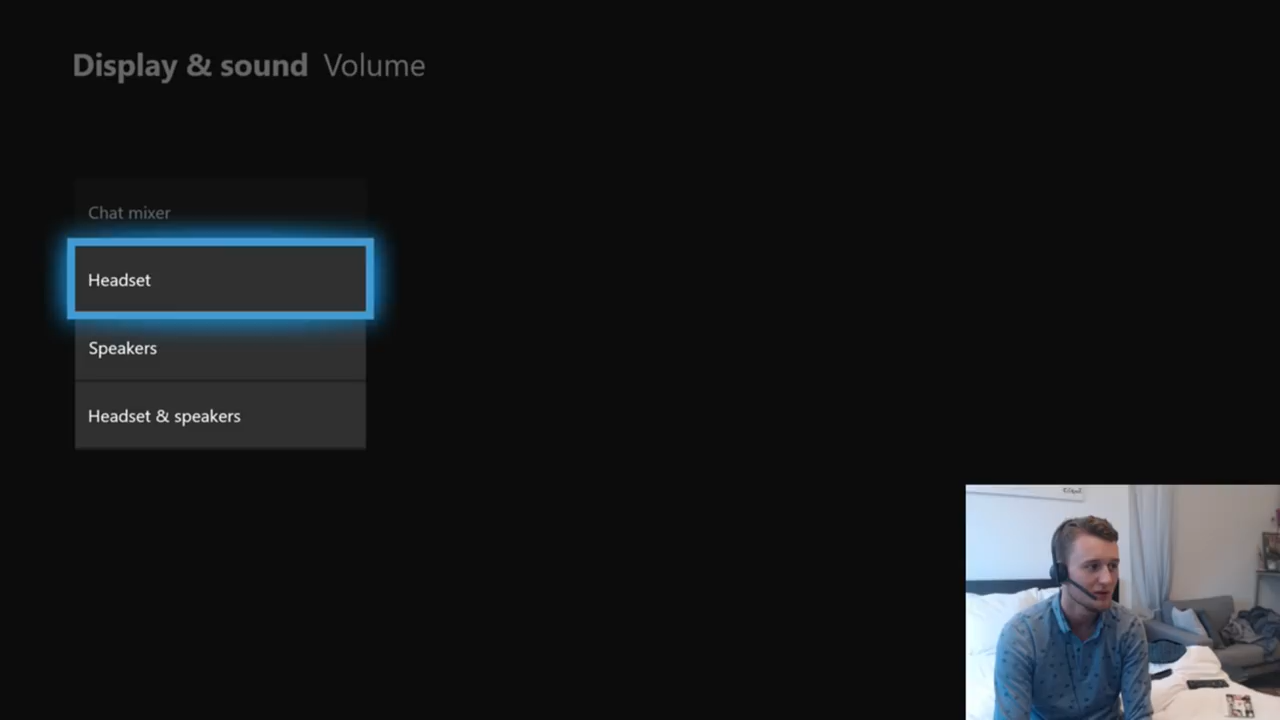 Display & sound Volume
Chat mixer
Headset
Speakers
Headset & speakers